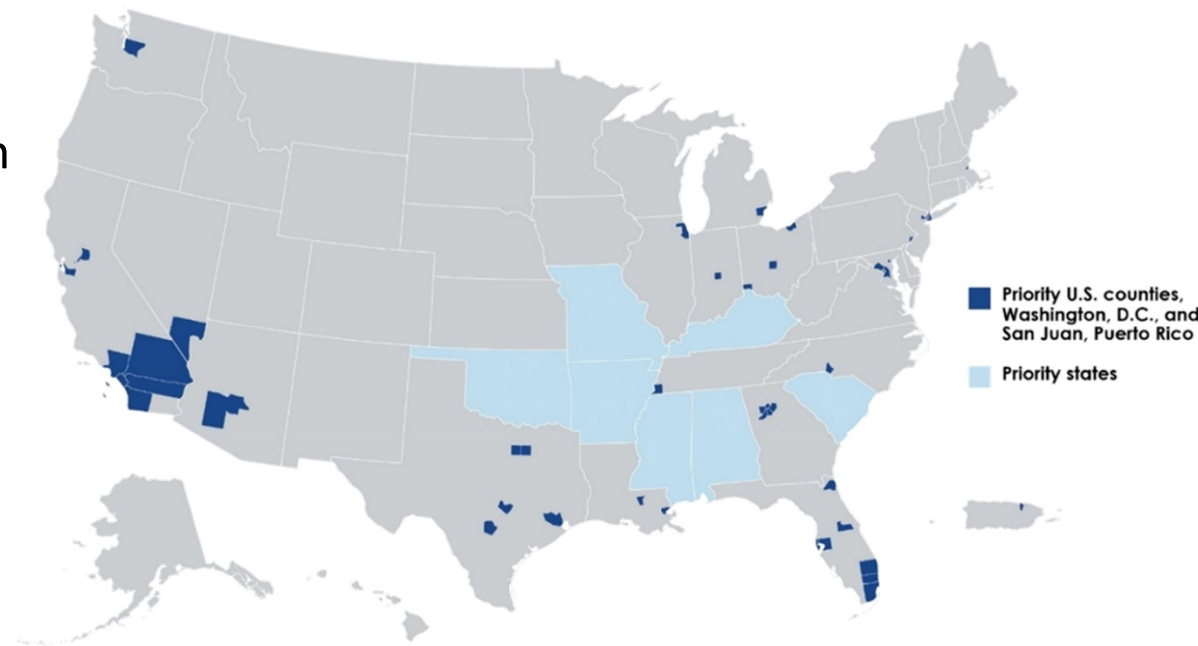 n
Priority U.S. counties,
Washington, D.C., and
San Juan, Puerto Rico
Priority states